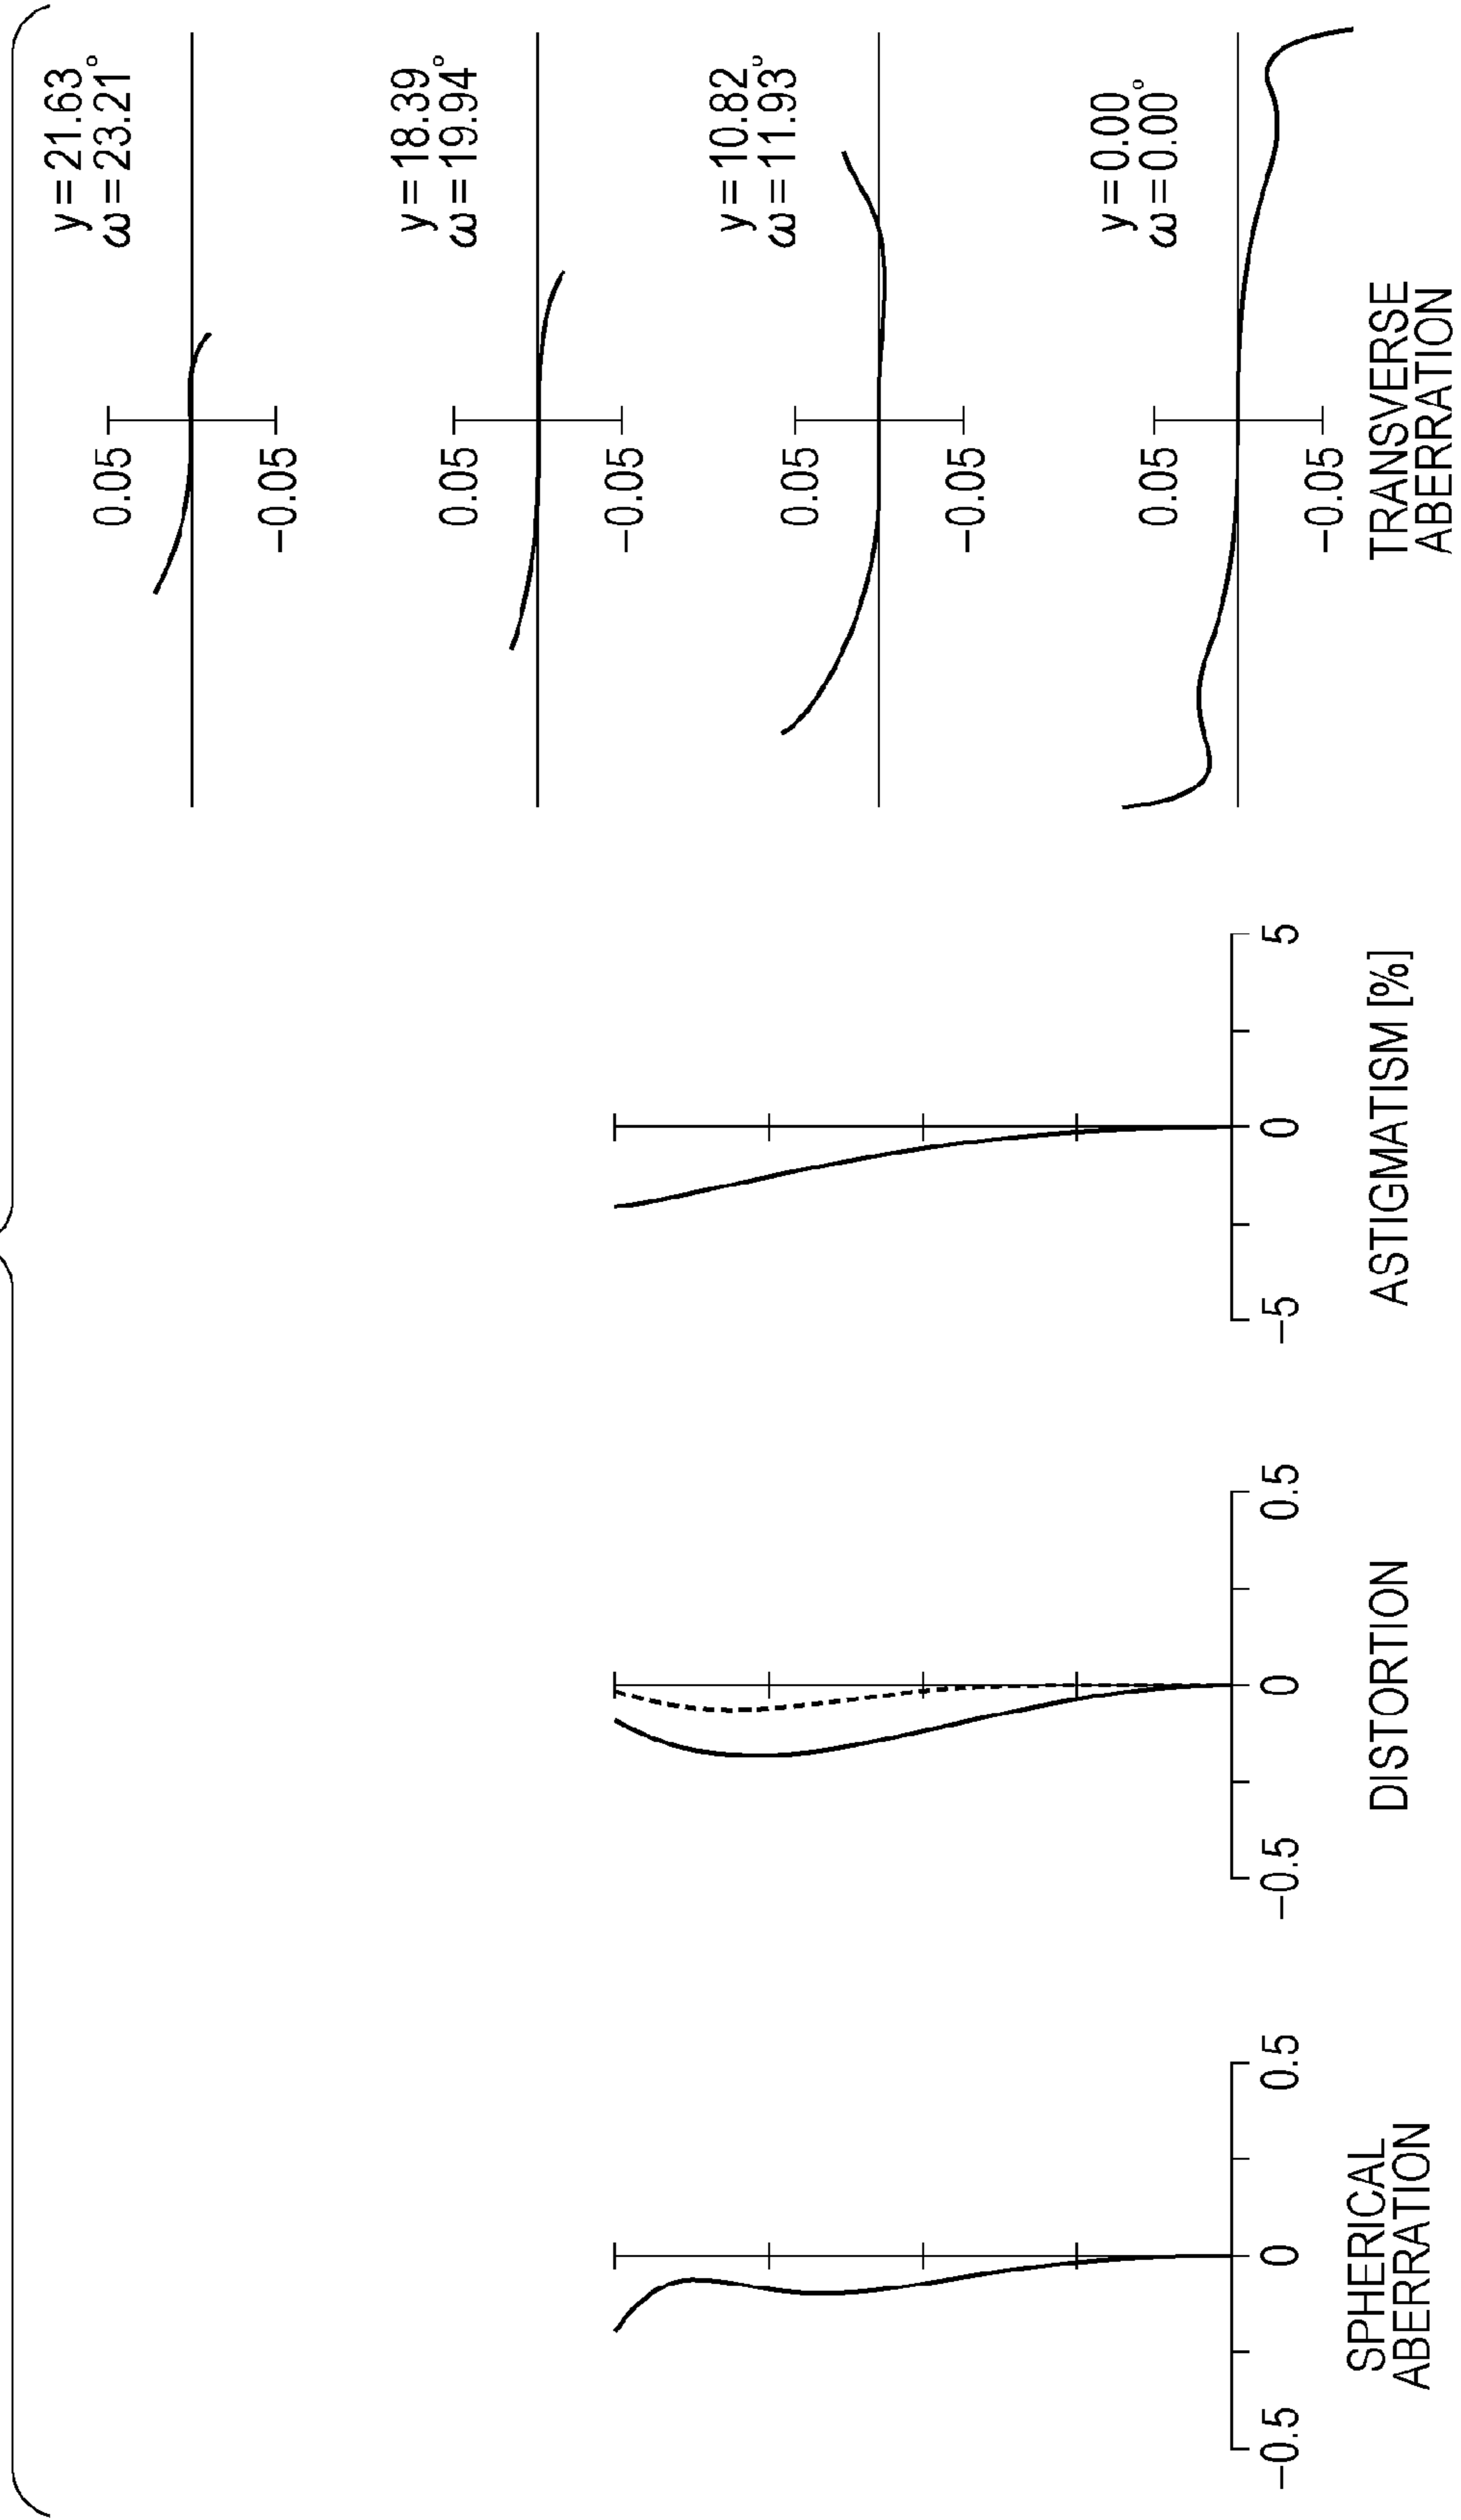 -0.5
0
0.5
SPHERICAL
ABERRATION
-0.5
0
0.5
DISTORTION
-5
0
5
ASTIGMATISM [%]
y=21.63
ω=23.21°
0.05
-0.05
y=18.39
ω=19.94°
0.05
-0.05
y=10.82
ω=11.93°
0.05
-0.05
y=0.00
ω=0.00°
0.05
-0.05
TRANSVERSE
ABERRATION